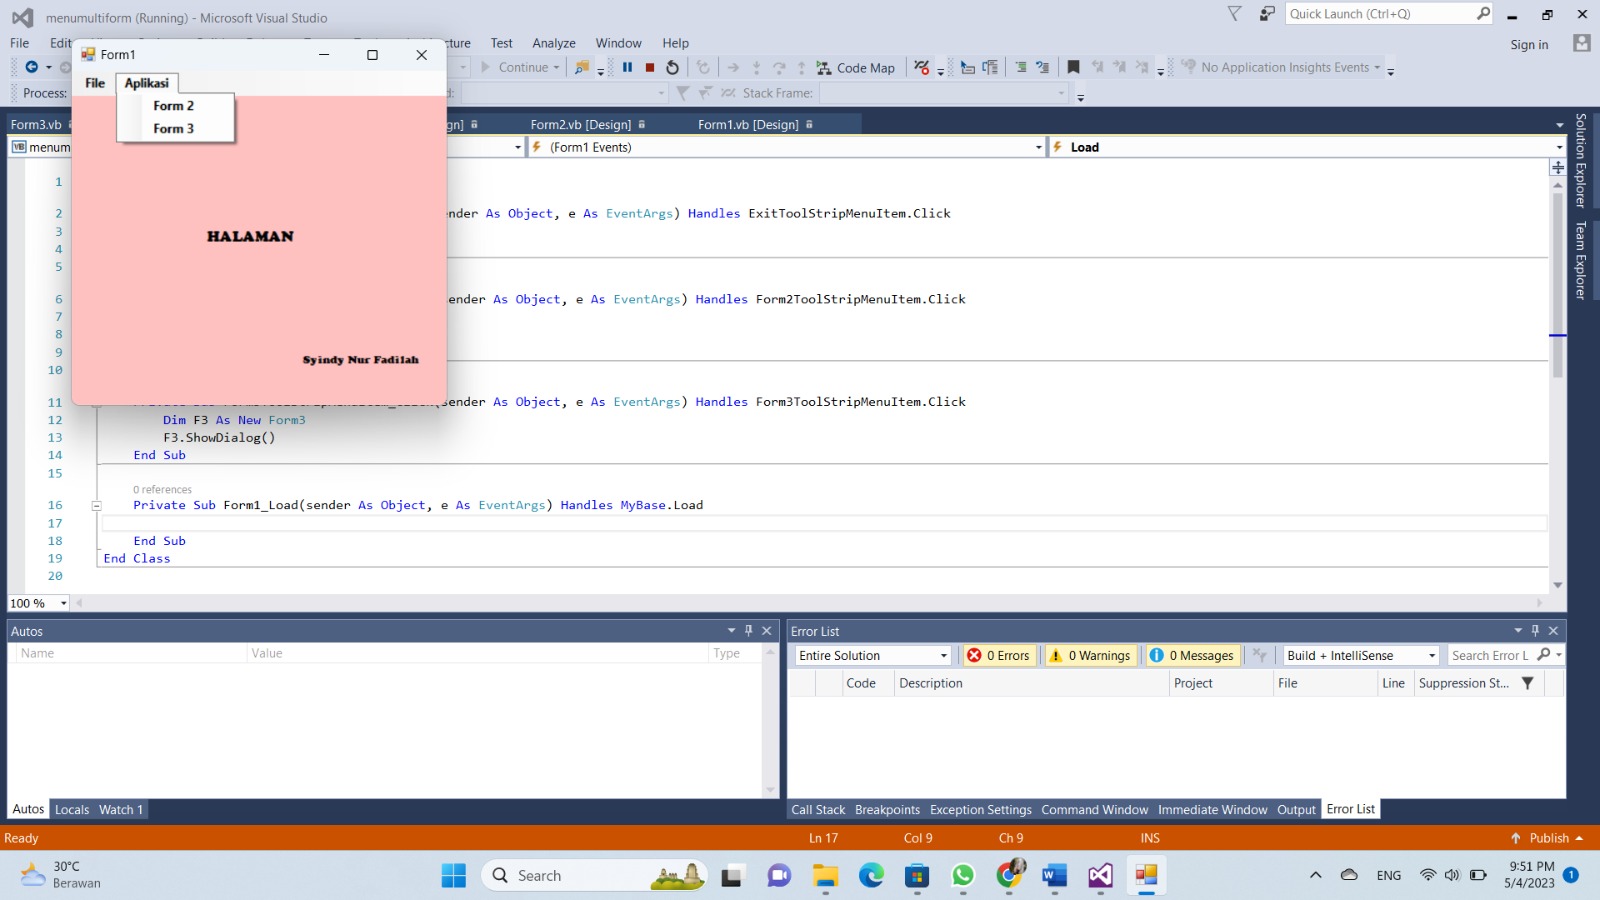 menumultiform (Running) - Microsoft Visual Studio
Quick Launch (Ctrl+Q)
File Edit
Test Analyze Window Help
Sign in
Form1
Continue
Code Map
No Application Insights Events
File Aplikasi
Process:
Stack Frame:
Form 2
Form 3
Form3.vb
Form2.vb [Design]
Form1.vb [Design]
(Form1 Events)
Load
Solution Explorer
Team Explorer
HALAMAN
Syindy Nur Fadilah
1
2 ender As Object, e As EventArgs) Handles ExitToolStripMenuItem.Click
3
4
5
6 ender As Object, e As EventArgs) Handles Form2ToolStripMenuItem.Click
7
8
9
10
11 ender As Object, e As EventArgs) Handles Form3ToolStripMenuItem.Click
12 Dim F3 As New Form3
13 F3.ShowDialog()
14 End Sub
15
0 references
16 Private Sub Form1_Load(sender As Object, e As EventArgs) Handles MyBase.Load
17
18 End Sub
19 End Class
20
100 %
Autos
Name Value Type
Autos Locals Watch 1
Error List
Entire Solution 0 Errors 0 Warnings 0 Messages Build + IntelliSense Search Error L
Code Description Project File Line Suppression St...
Call Stack Breakpoints Exception Settings Command Window Immediate Window Output Error List
Ready Ln 17 Col 9 Ch 9 INS Publish
30°C
Berawan
Search
ENG
9:51 PM
5/4/2023
1